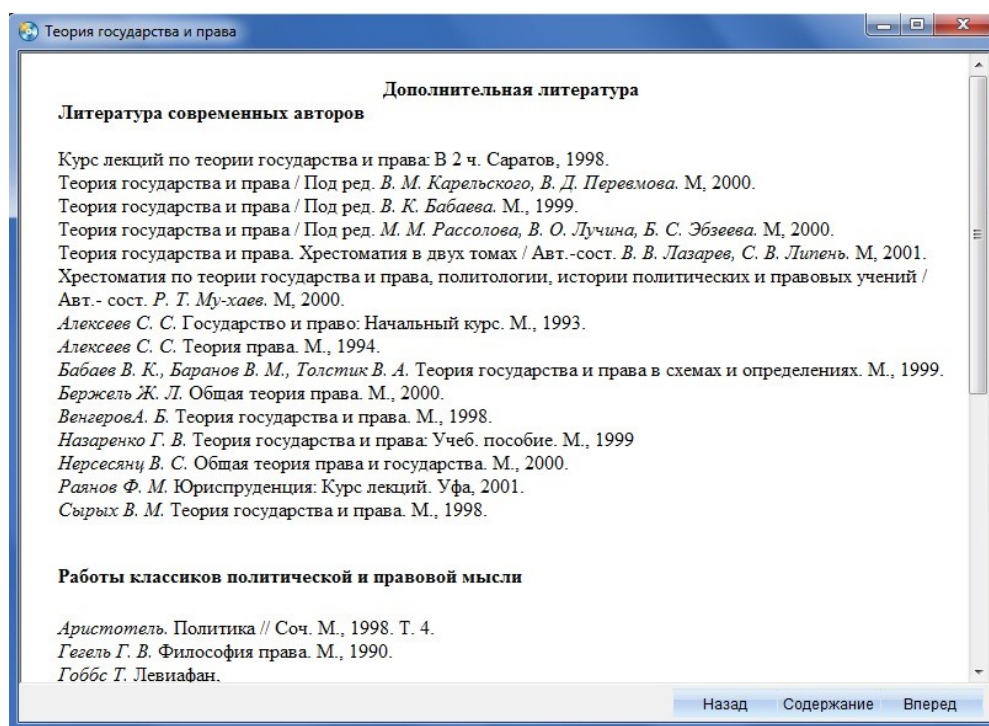 Теория государства и права
Дополнительная литература
Литература современных авторов
Курс лекций по теории государства и права: В 2 ч. Саратов, 1998.
Теория государства и права / Под ред. В. М. Карельского, В. Д. Перевмова. М, 2000.
Теория государства и права / Под ред. В. К. Бабаева. М., 1999.
Теория государства и права / Под ред. М. М. Рассолова, В. О. Лучина, Б. С. Эбзеева. М, 2000.
Теория государства и права. Хрестоматия в двух томах / Авт.-сост. В. В. Лазарев, С. В. Липень. М, 2001.
Хрестоматия по теории государства и права, политологии, истории политических и правовых учений /
Авт.- сост. Р. Т. Му-хаев. М, 2000.
Алексеев С. С. Государство и право: Начальный курс. М., 1993.
Алексеев С. С. Теория права. М., 1994.
Бабаев В. К., Баранов В. М., Толстик В. А. Теория государства и права в схемах и определениях. М., 1999.
Бержель Ж. Л. Общая теория права. М., 2000.
ВенгеровА. Б. Теория государства и права. М., 1998.
Назаренко Г. В. Теория государства и права: Учеб. пособие. М., 1999
Нерсесянц В. С. Общая теория права и государства. М., 2000.
Раянов Ф. М. Юриспруденция: Курс лекций. Уфа, 2001.
Сырых В. М. Теория государства и права. М., 1998.
Работы классиков политической и правовой мысли
Аристотель. Политика // Соч. М., 1998. Т. 4.
Гегель Г. В. Философия права. М., 1990.
Гоббс Т. Левиафан,
Назад Содержание Вперед